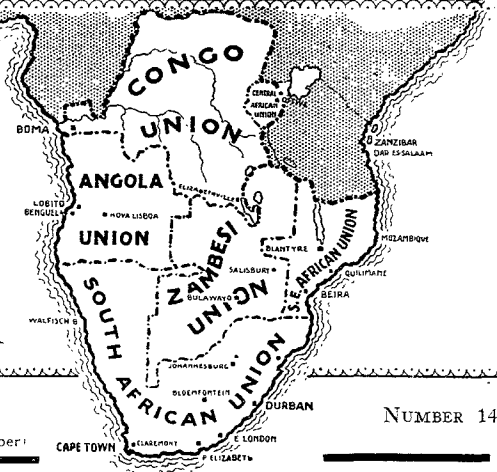 CONGO
UNION
CENTRAL
AFRICAN
UNION
BOMA
ZANZIBAR
DAR ES SALAAM
ANGOLA
UNION
ELIZABETHVILLE
LOBITO
BENGUELA
NOVA LISBOA
ZAMBESI
UNION
BLANTYRE
S.E. AFRICAN UNION
MOZAMBIQUE
SALISBURY
QUILIMANE
BULAWAYO
BEIRA
WALFISCH B
SOUTH AFRICAN UNION
JOHANNESBURG
BLOEMFONTEIN
DURBAN
NUMBER 14
ber
CAPE TOWN
CLAREMONT
E LONDON
P ELIZABETH